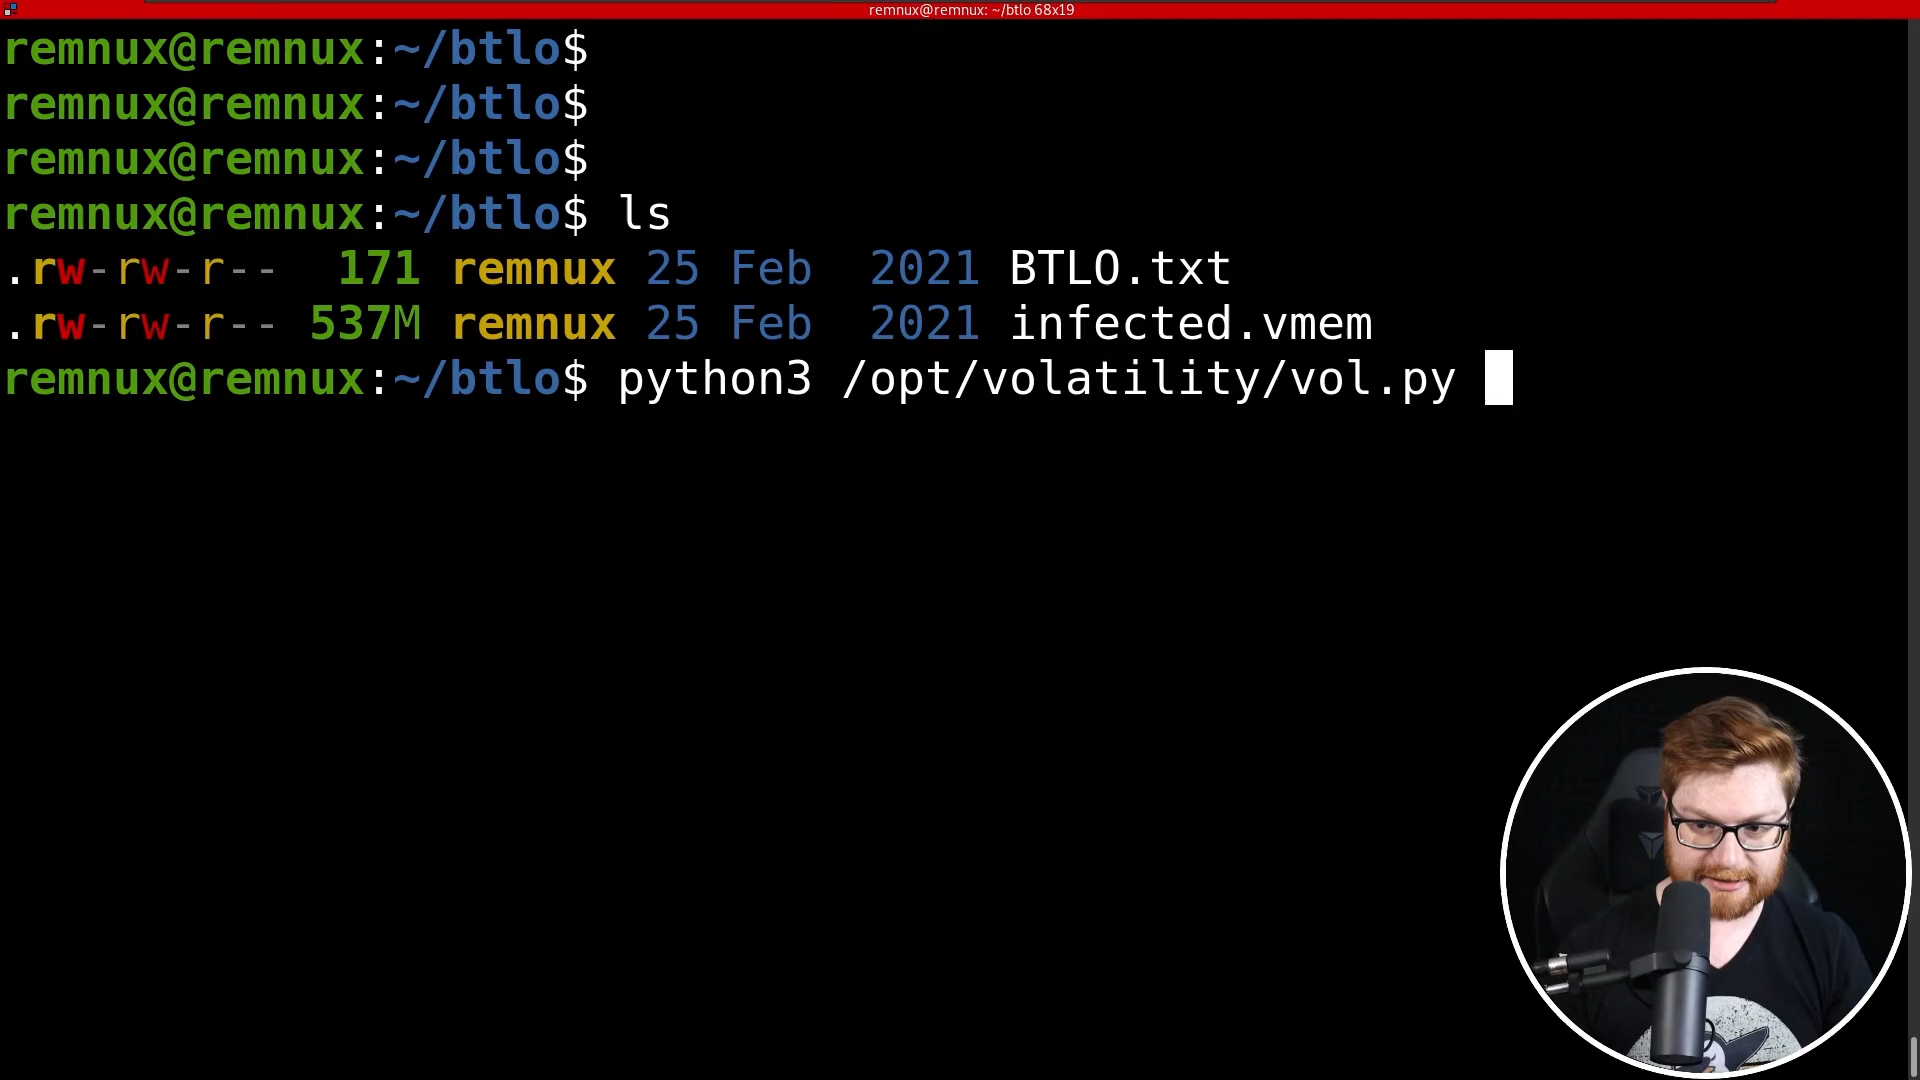 remnux@remnux: ~/btlo 68x19
remnux@remnux:~/btlo$
remnux@remnux:~/btlo$
remnux@remnux:~/btlo$
remnux@remnux:~/btlo$ ls
.rw-rw-r--  171 remnux 25 Feb  2021 BTLO.txt
.rw-rw-r-- 537M remnux 25 Feb  2021 infected.vmem
remnux@remnux:~/btlo$ python3 /opt/volatility/vol.py